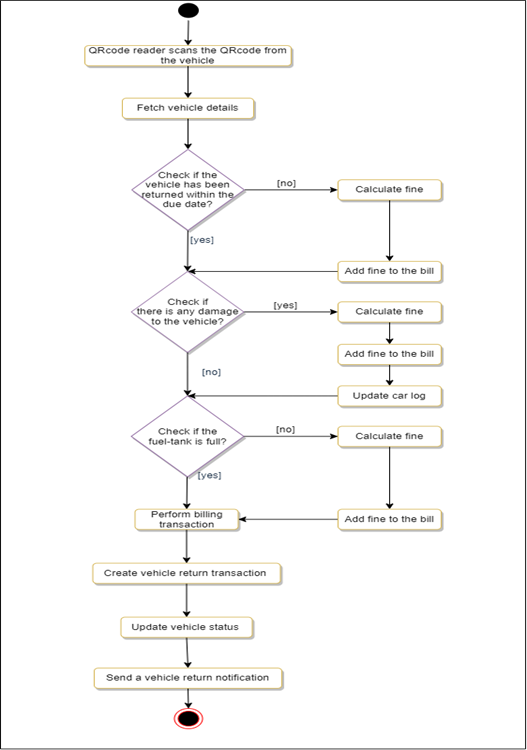 QRcode reader scans the QRcode from
the vehicle
Fetch vehicle details
Check if the
vehicle has been
returned within the
due date?
[no]
Calculate fine
[yes]
Add fine to the bill
Check if
there is any damage
to the vehicle?
[yes]
Calculate fine
Add fine to the bill
[no]
Update car log
Check if the
fuel-tank is full?
[no]
Calculate fine
[yes]
Perform billing
transaction
Add fine to the bill
Create vehicle return transaction
Update vehicle status
Send a vehicle return notification